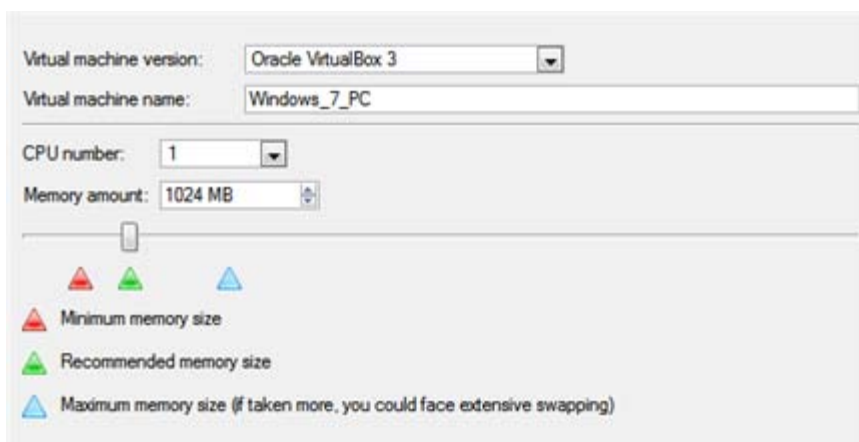 Virtual machine version: Oracle VirtualBox 3
Virtual machine name: Windows_7_PC
CPU number: 1
Memory amount: 1024 MB
Minimum memory size
Recommended memory size
Maximum memory size (if taken more, you could face extensive swapping)